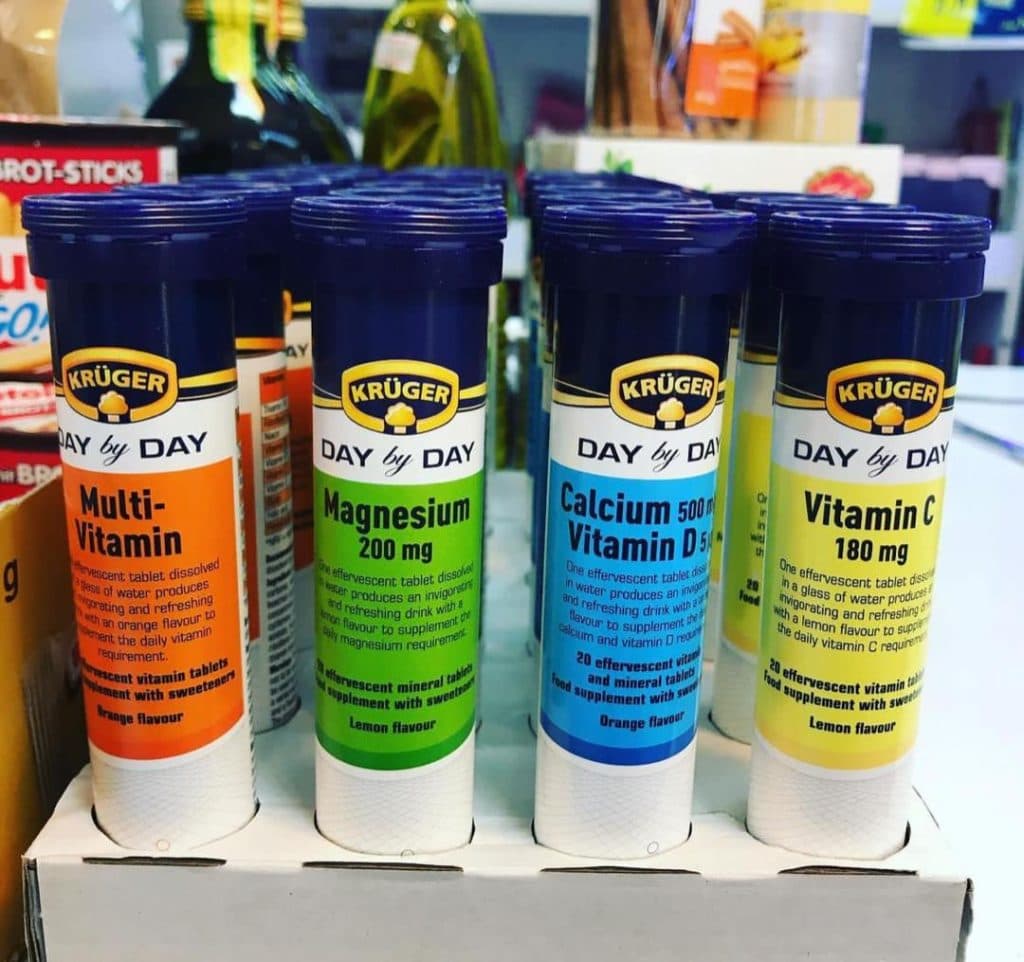 BROT-STICKS
GO!
BRO
g
KRÜGER
DAY by DAY
Multi-
Vitamin
effervescent tablet dissolved
glass of water produces
invigorating and refreshing
with an orange flavour to
the daily vitamin
requirement.
effervescent vitamin tablets
supplement with sweeteners
Orange flavour
AY
KRÜGER
DAY by DAY
Magnesium
200 mg
One effervescent tablet dissolved
in water produces an invigorating
and refreshing drink with a
lemon flavour to supplement the
daily magnesium requirement.
20 effervescent mineral tablets
Food supplement with sweeteners
Lemon flavour
KRÜGER
DAY by DAY
Calcium 500 m
Vitamin D 5
One effervescent tablet
in water produces an
and refreshing drink with
flavour to supplement the
calcium and vitamin D
20 effervescent vitamin
and mineral tablets
Food supplement with
Orange flavour
20
Food
KRÜGER
DAY by DAY
Vitamin C
180 mg
One effervescent tablet
in a glass of water produces
invigorating and refreshing
with a lemon flavour to
the daily vitamin C
20 effervescent vitamin
Food supplement with
Lemon flavour